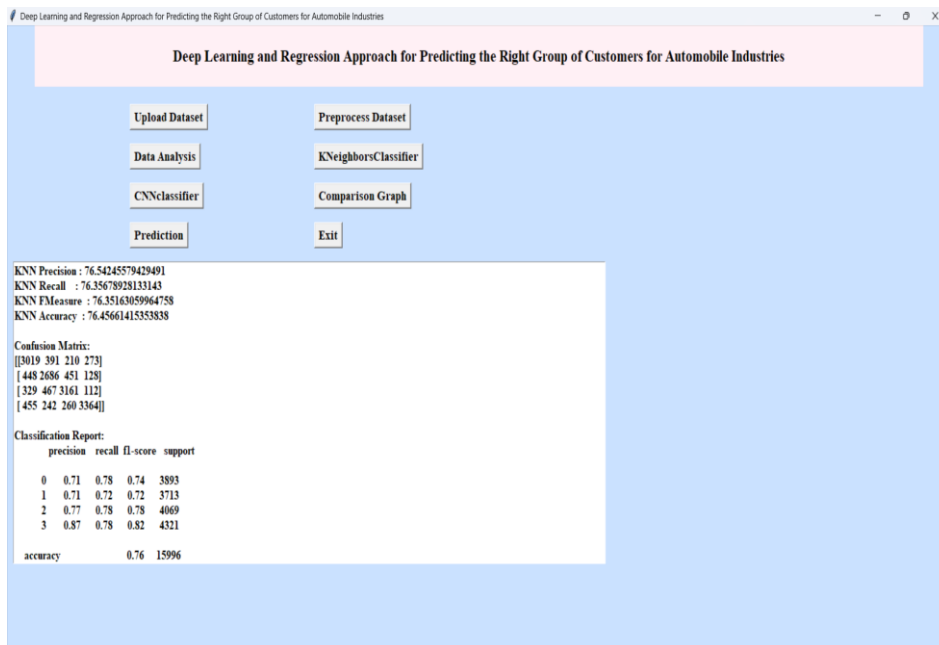 Deep Learning and Regression Approach for Predicting the Right Group of Customers for Automobile Industries
Deep Learning and Regression Approach for Predicting the Right Group of Customers for Automobile Industries
Upload Dataset Preprocess Dataset
Data Analysis KNeighborsClassifier
CNNclassifier Comparison Graph
Prediction Exit
KNN Precision : 76.54245579429491
KNN Recall : 76.35678928133143
KNN FMeasure : 76.35163059964758
KNN Accuracy : 76.45661415353838
Confusion Matrix:
[[3019 391 210 273]
[ 448 2686 451 128]
[ 329 467 3161 112]
[ 455 242 260 3364]]
Classification Report:
precision recall f1-score support
0 0.71 0.78 0.74 3893
1 0.71 0.72 0.72 3713
2 0.77 0.78 0.78 4069
3 0.87 0.78 0.82 4321
accuracy 0.76 15996